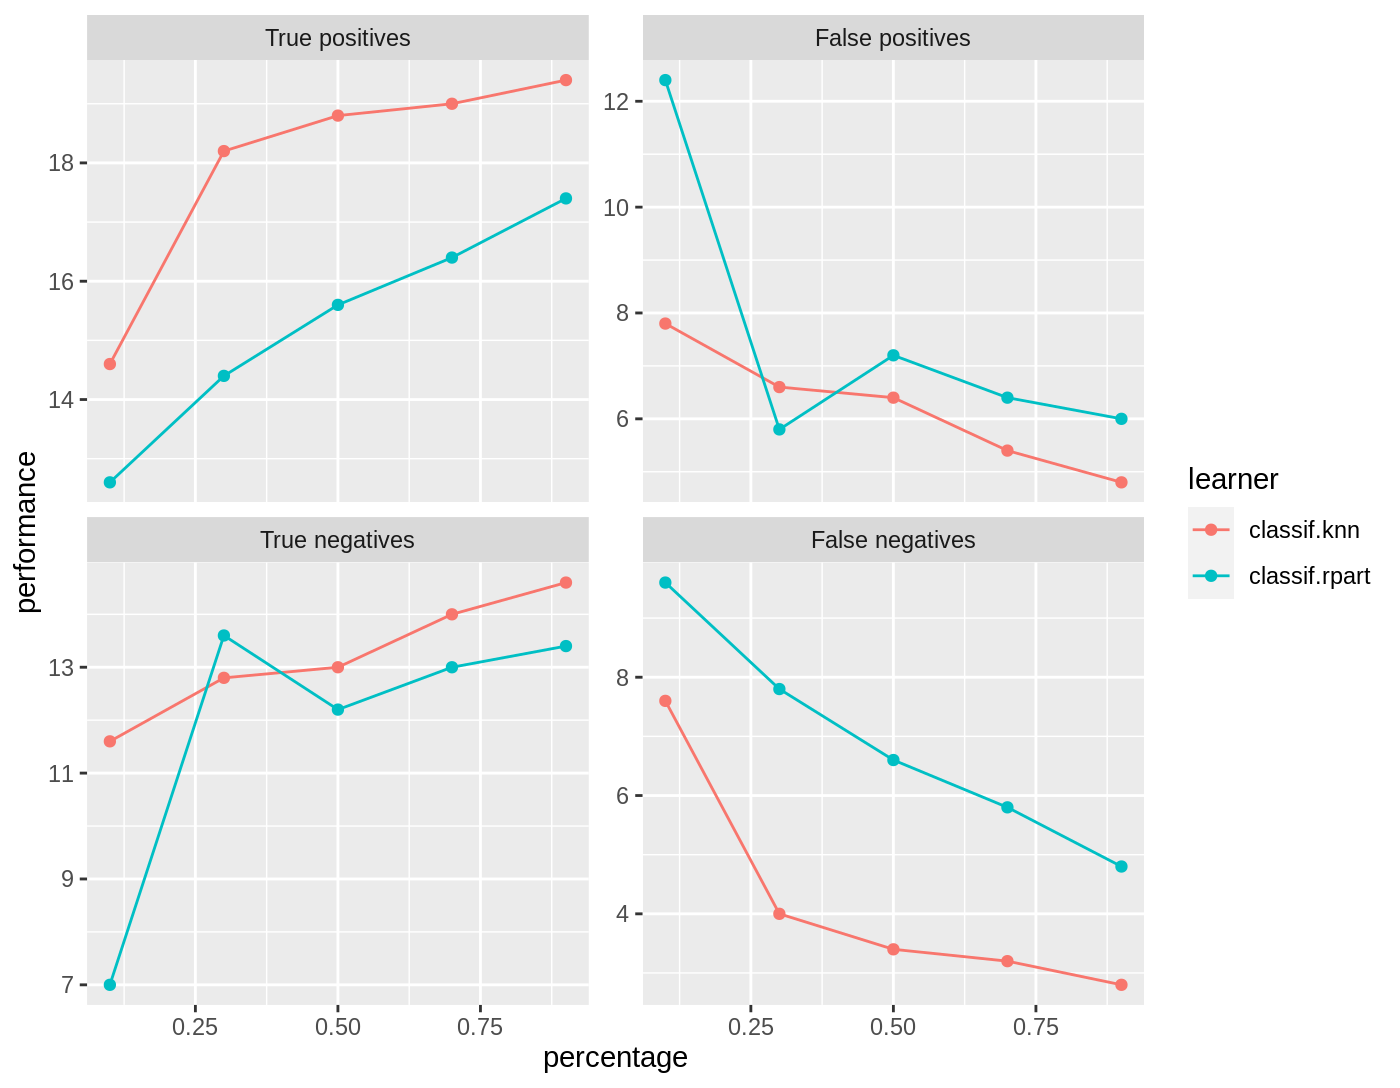 True positives
False positives
18
16
14
12
10
8
6
performance
True negatives
False negatives
13
11
9
7
8
6
4
0.25 0.50 0.75
0.25 0.50 0.75
percentage
learner
classif.knn
classif.rpart